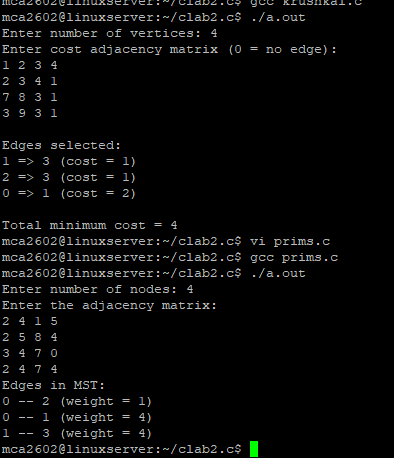 mca2602@linuxserver:~/clab2.c$ gcc krushkal.c
mca2602@linuxserver:~/clab2.c$ ./a.out
Enter number of vertices: 4
Enter cost adjacency matrix (0 = no edge):
1 2 3 4
2 3 4 1
7 8 3 1
3 9 3 1
Edges selected:
1 => 3 (cost = 1)
2 => 3 (cost = 1)
0 => 1 (cost = 2)
Total minimum cost = 4
mca2602@linuxserver:~/clab2.c$ vi prims.c
mca2602@linuxserver:~/clab2.c$ gcc prims.c
mca2602@linuxserver:~/clab2.c$ ./a.out
Enter number of nodes: 4
Enter the adjacency matrix:
2 4 1 5
2 5 8 4
3 4 7 0
2 4 7 4
Edges in MST:
0 -- 2 (weight = 1)
0 -- 1 (weight = 4)
1 -- 3 (weight = 4)
mca2602@linuxserver:~/clab2.c$